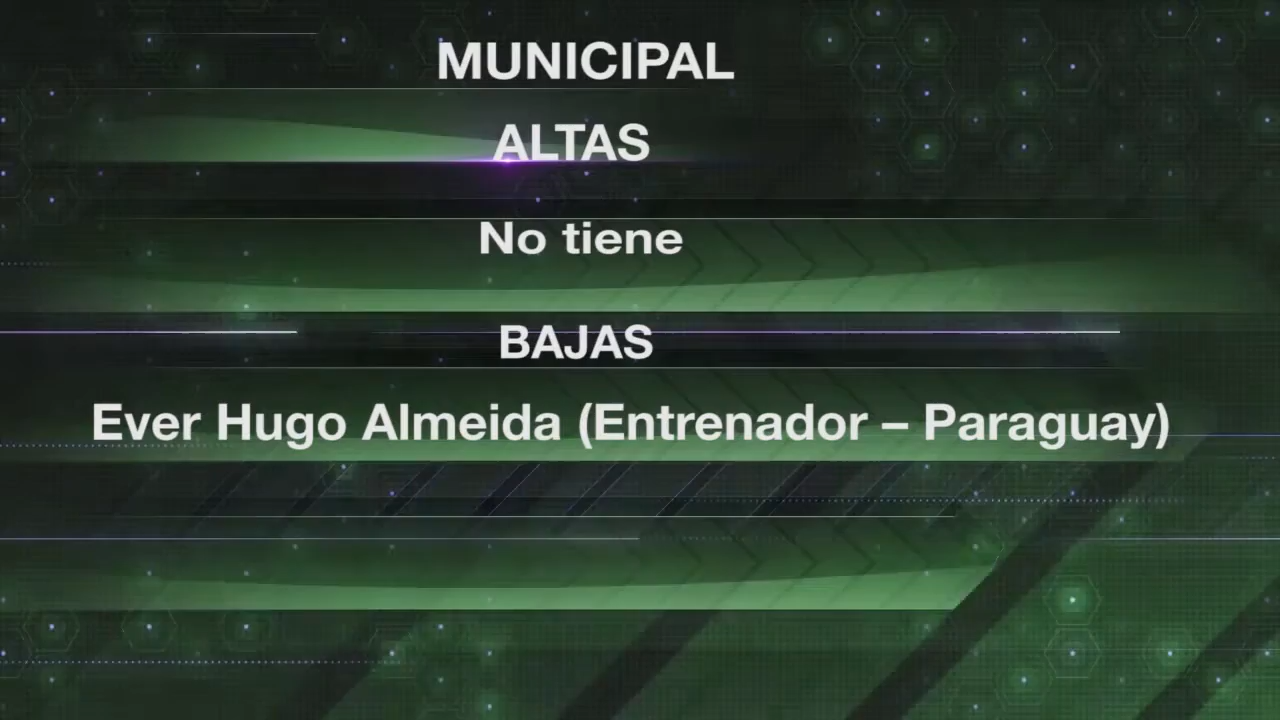 MUNICIPAL
ALTAS
No tiene
BAJAS
Ever Hugo Almeida (Entrenador – Paraguay)